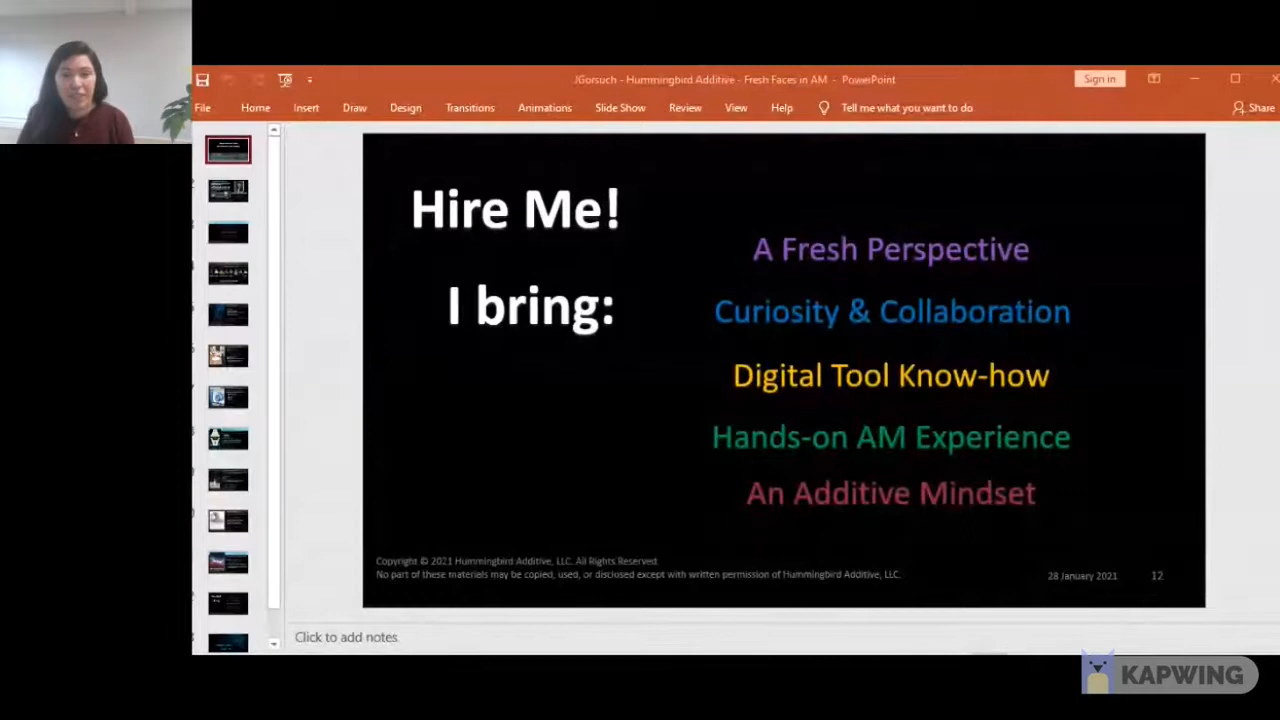 JGorsuch - Hummingbird Additive - Fresh Faces in AM - PowerPoint
Sign in
File Home Insert Draw Design Transitions Animations Slide Show Review View Help Tell me what you want to do Share
Hire Me!
I bring:
A Fresh Perspective
Curiosity & Collaboration
Digital Tool Know-how
Hands-on AM Experience
An Additive Mindset
Copyright © 2021 Hummingbird Additive, LLC. All Rights Reserved.
No part of these materials may be copied, used, or disclosed except with written permission of Hummingbird Additive, LLC.
28 January 2021 12
Click to add notes
KAPWING